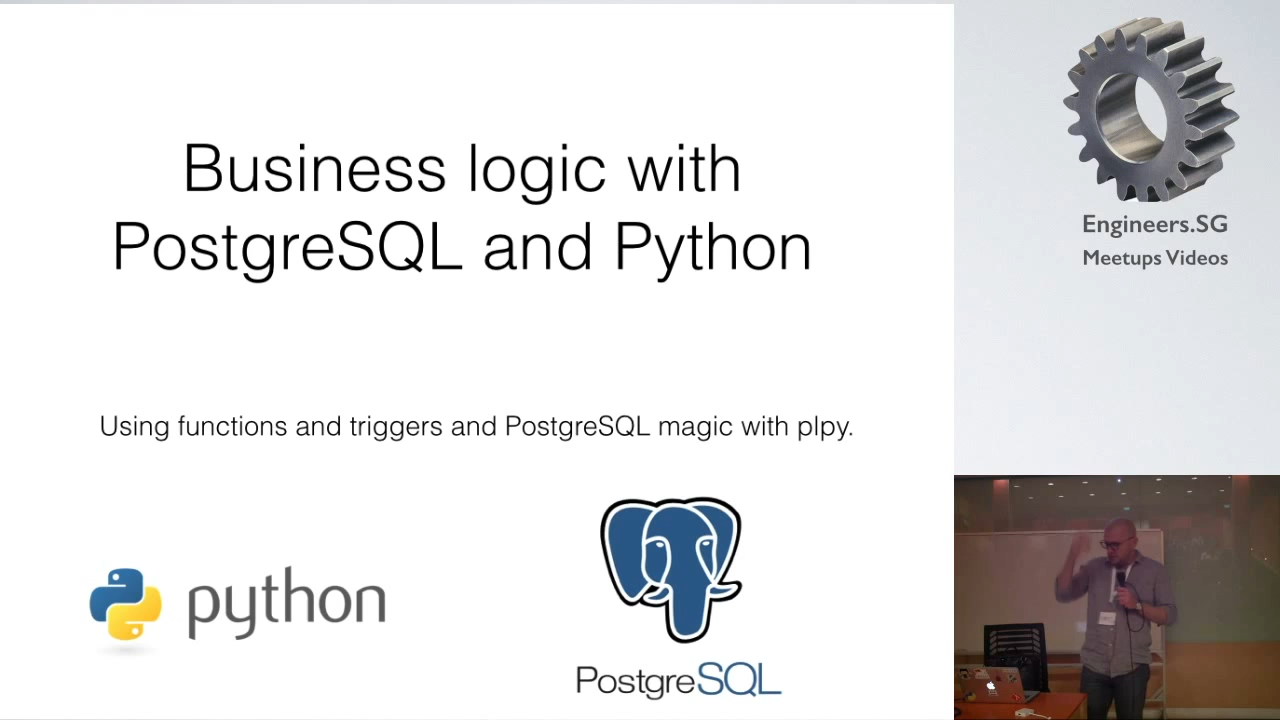 Business logic with
PostgreSQL and Python
Using functions and triggers and PostgreSQL magic with plpy.
python
PostgreSQL
Engineers.SG
Meetups Videos